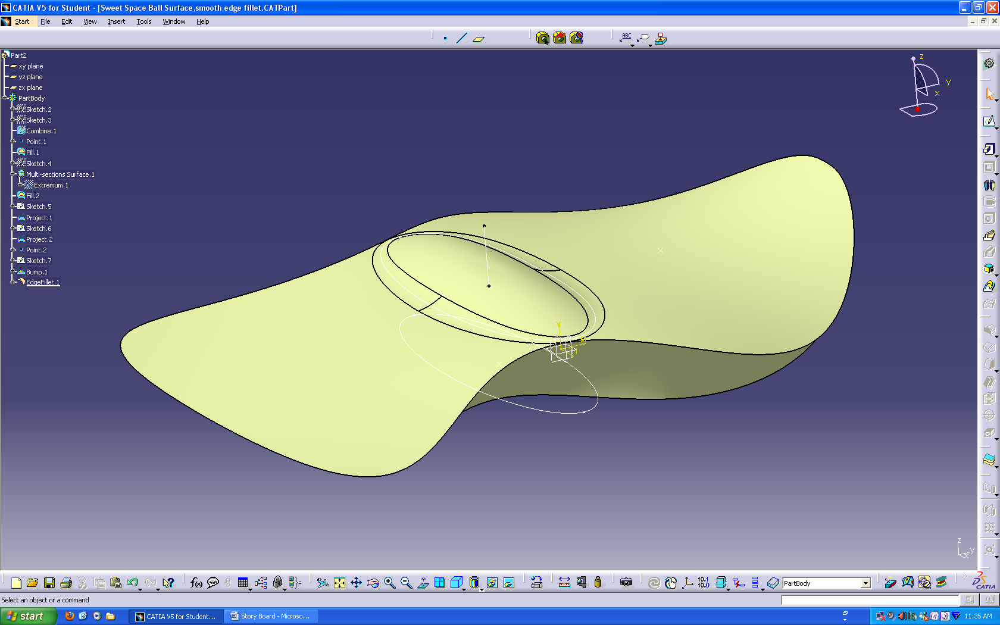 CATIA V5 for Student - [Sweet Space Ball Surface,smooth edge fillet.CATPart]
Start File Edit View Insert Tools Window Help
ABC
Part2
xy plane
yz plane
zx plane
PartBody
Sketch.2
Sketch.3
Combine.1
Point.1
Fill.1
Sketch.4
Multi-sections Surface.1
Extremum.1
Fill.2
Sketch.5
Project.1
Sketch.6
Project.2
Point.2
Sketch.7
Bump.1
EdgeFillet.1
z
y
x
V
H
z
y
x
f(x)
10.1
10,0
PartBody
CATIA
Select an object or a command
start
CATIA V5 for Student...
Story Board - Microso...
11:35 AM